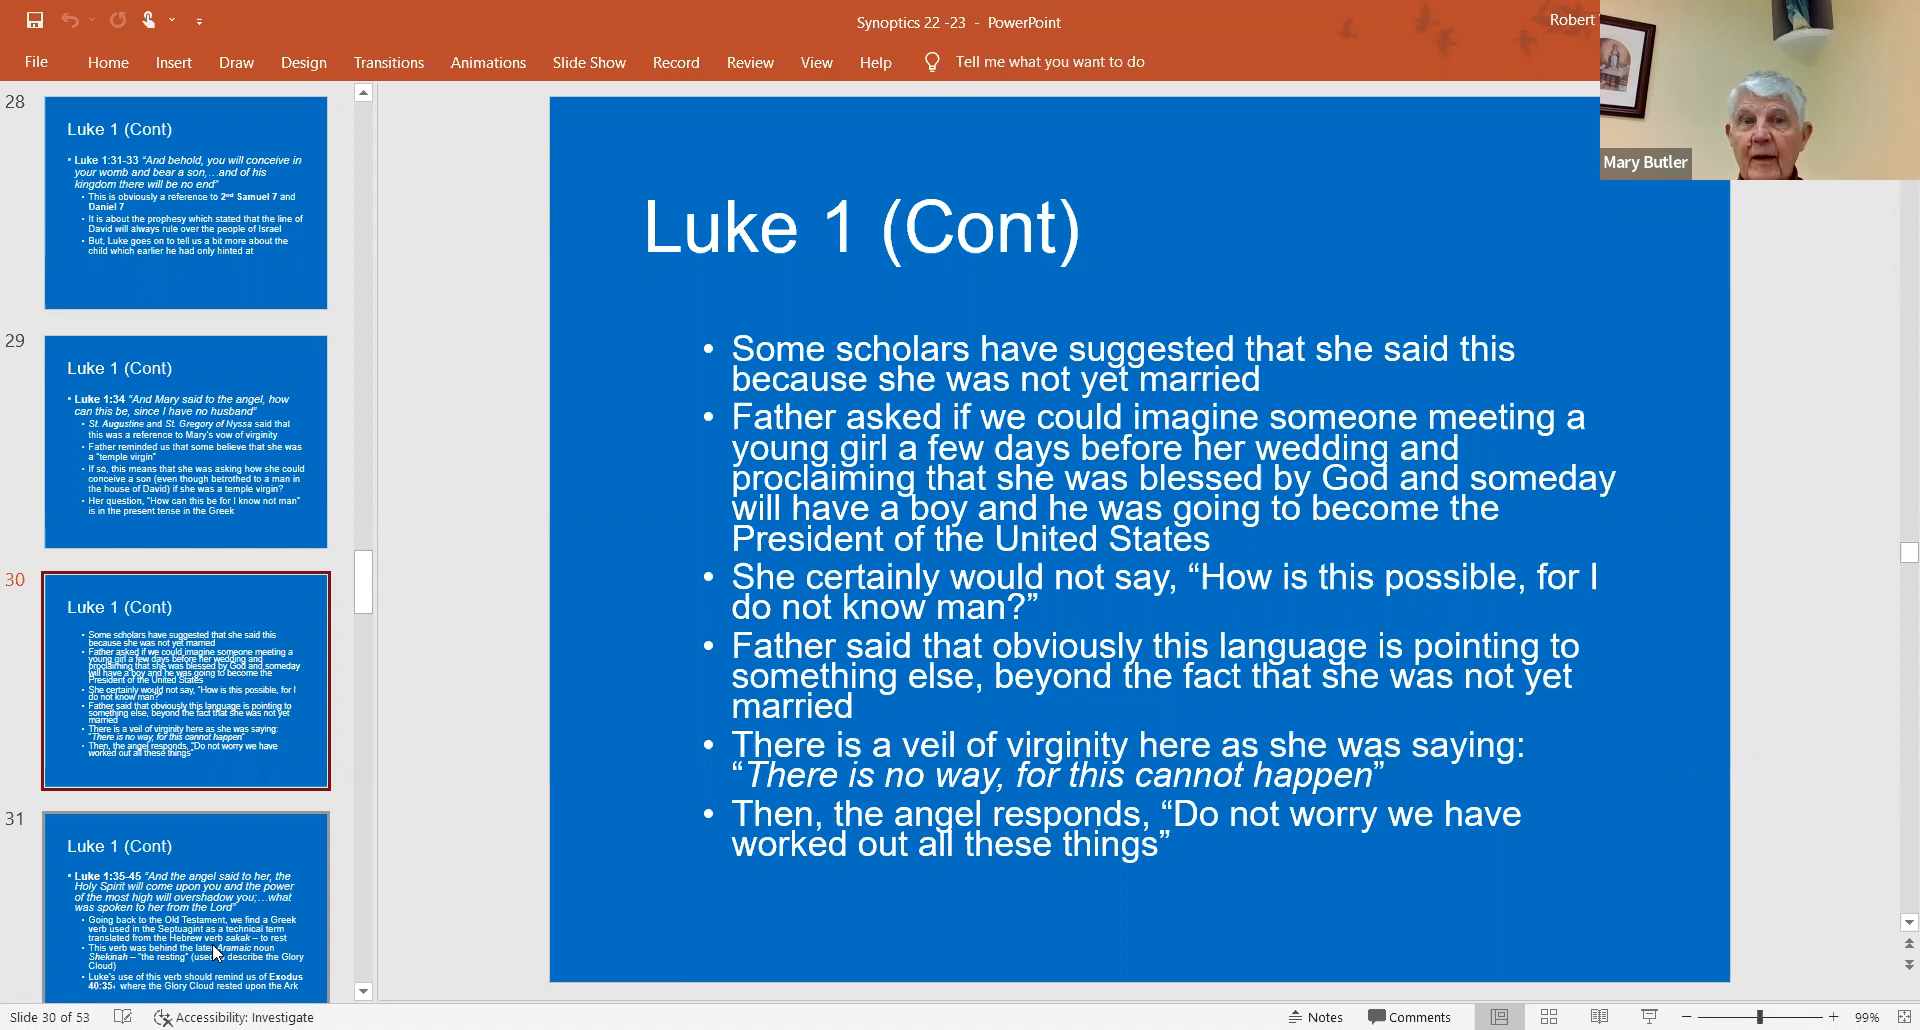 Synoptics 22 -23 - PowerPoint
Robert
File Home Insert Draw Design Transitions Animations Slide Show Record Review View Help Tell me what you want to do
Mary Butler
28
Luke 1 (Cont)
• Luke 1:31-33 “And behold, you will conceive in
your womb and bear a son,…and of his
kingdom there will be no end”
• This is obviously a reference to 2nd Samuel 7 and
Daniel 7
• It is about the prophesy which stated that the line of
David will always rule over the people of Israel
• But, Luke goes on to tell us a bit more about the
child which earlier he had only hinted at
29
Luke 1 (Cont)
• Luke 1:34 “And Mary said to the angel, how
can this be, since I have no husband”
• St. Augustine and St. Gregory of Nyssa said that
this was a reference to Mary's vow of virginity
• Father reminded us that some believe that she was
a “temple virgin”
• If so, this means that she was asking how she could
conceive a son (even though betrothed to a man in
the house of David) if she was a temple virgin?
• Her question, “How can this be for I know not man”
is in the present tense in the Greek
30
Luke 1 (Cont)
• Some scholars have suggested that she said this
because she was not yet married
• Father asked if we could imagine someone meeting a
young girl a few days before her wedding and
proclaiming that she was blessed by God and someday
will have a boy and he was going to become the
President of the United States
• She certainly would not say, “How is this possible, for I
do not know man?”
• Father said that obviously this language is pointing to
something else, beyond the fact that she was not yet
married
• There is a veil of virginity here as she was saying:
“There is no way, for this cannot happen”
• Then, the angel responds, “Do not worry we have
worked out all these things”
31
Luke 1 (Cont)
• Luke 1:35-45 “And the angel said to her, the
Holy Spirit will come upon you and the power
of the most high will overshadow you;…what
was spoken to her from the Lord”
• Going back to the Old Testament, we find a Greek
verb used in the Septuagint as a technical term
translated from the Hebrew verb sakak – to rest
• This verb was behind the later Aramaic noun
Shekinah – “the resting” (used describe the Glory
Cloud)
• Luke's use of this verb should remind us of Exodus
40:35, where the Glory Cloud rested upon the Ark
Luke 1 (Cont)
• Some scholars have suggested that she said this
because she was not yet married
• Father asked if we could imagine someone meeting a
young girl a few days before her wedding and
proclaiming that she was blessed by God and someday
will have a boy and he was going to become the
President of the United States
• She certainly would not say, “How is this possible, for I
do not know man?”
• Father said that obviously this language is pointing to
something else, beyond the fact that she was not yet
married
• There is a veil of virginity here as she was saying:
“There is no way, for this cannot happen”
• Then, the angel responds, “Do not worry we have
worked out all these things”
Slide 30 of 53 Accessibility: Investigate Notes Comments 99%